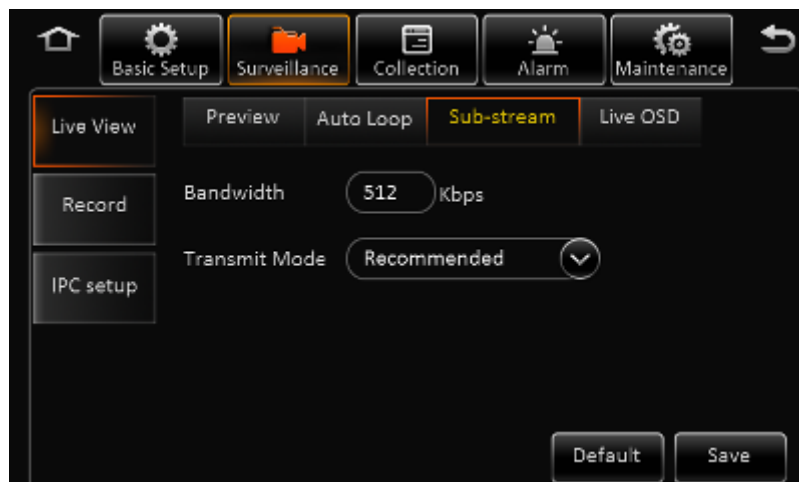 Basic Setup Surveillance Collection Alarm Maintenance
Live View Preview Auto Loop Sub-stream Live OSD
Record Bandwidth 512 Kbps
Transmit Mode Recommended
IPC setup
Default Save